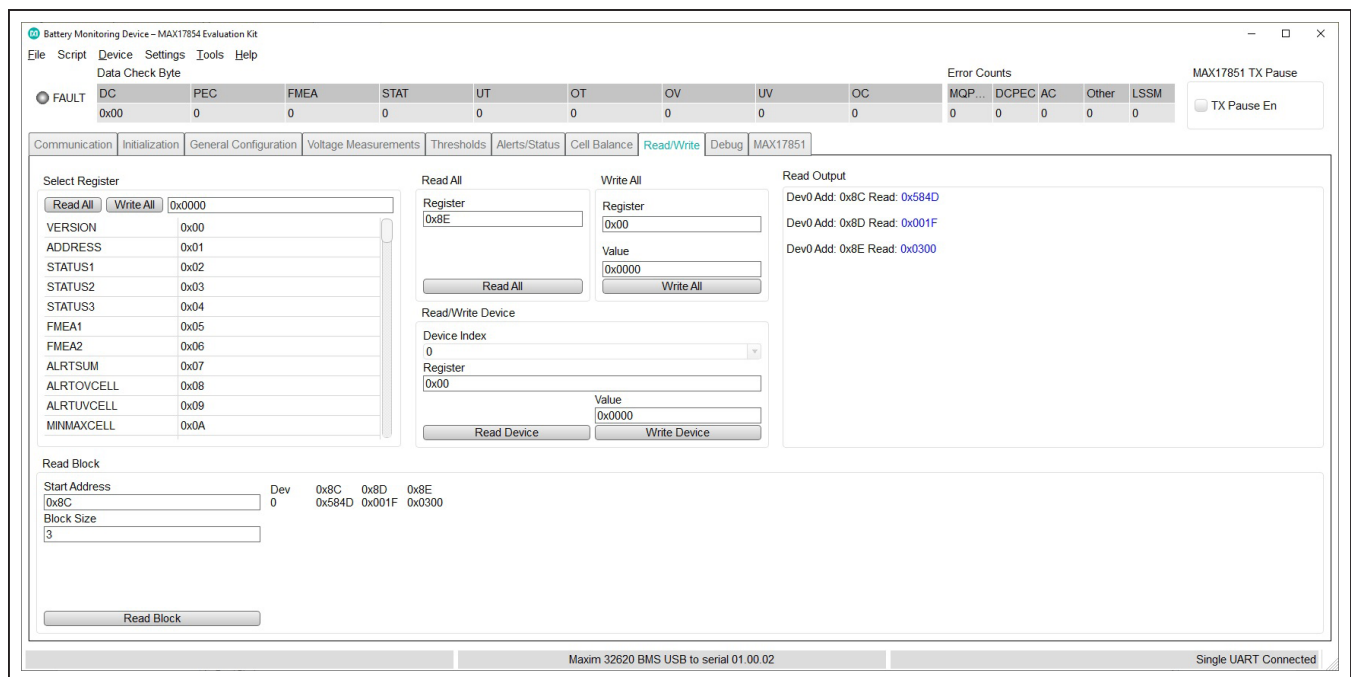 Battery Monitoring Device – MAX17854 Evaluation Kit
File Script Device Settings Tools Help
Data Check Byte
Error Counts
MAX17851 TX Pause
FAULT
DC PEC FMEA STAT UT OT OV UV OC
MQP... DCPEC AC Other LSSM
0x00 0 0 0 0 0 0 0 0
0 0 0 0 0
TX Pause En
Communication Initialization General Configuration Voltage Measurements Thresholds Alerts/Status Cell Balance Read/Write Debug MAX17851
Select Register
Read All Write All 0x0000
VERSION 0x00
ADDRESS 0x01
STATUS1 0x02
STATUS2 0x03
STATUS3 0x04
FMEA1 0x05
FMEA2 0x06
ALRTSUM 0x07
ALRTOVCELL 0x08
ALRTUVCELL 0x09
MINMAXCELL 0x0A
Read All
Register
0x8E
Read All
Write All
Register
0x00
Value
0x0000
Write All
Read/Write Device
Device Index
0
Register
0x00
Value
0x0000
Read Device Write Device
Read Output
Dev0 Add: 0x8C Read: 0x584D
Dev0 Add: 0x8D Read: 0x001F
Dev0 Add: 0x8E Read: 0x0300
Read Block
Start Address
0x8C
Block Size
3
Dev 0x8C 0x8D 0x8E
0 0x584D 0x001F 0x0300
Read Block
Maxim 32620 BMS USB to serial 01.00.02
Single UART Connected